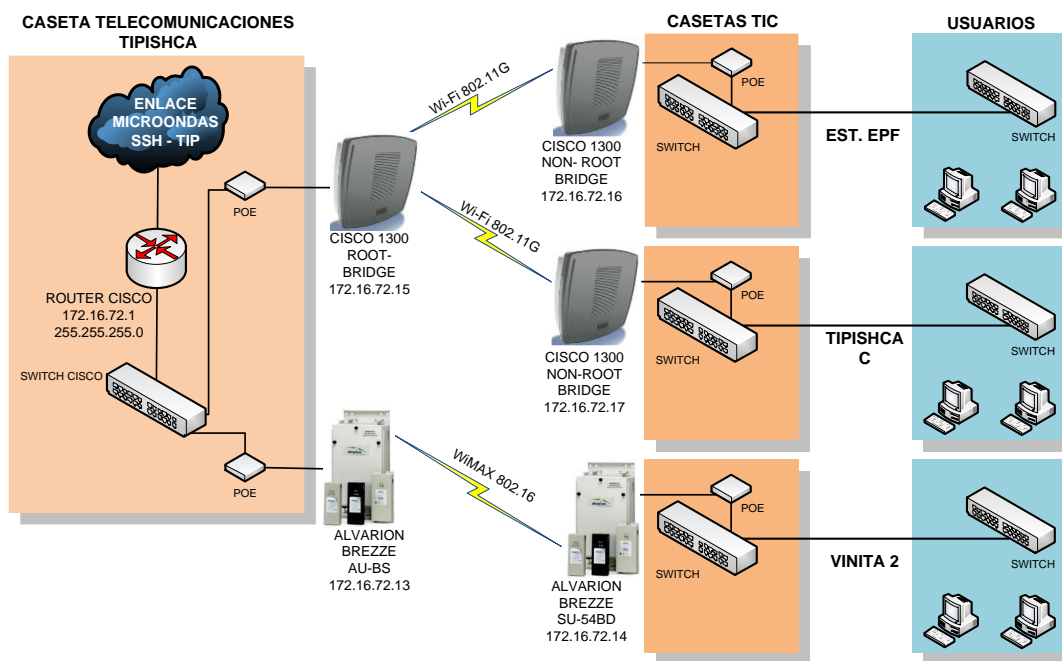 CASETA TELECOMUNICACIONES
TIPISHCA
ENLACE
MICROONDAS
SSH - TIP
POE
ROUTER CISCO
172.16.72.1
255.255.255.0
SWITCH CISCO
POE
Wi-Fi 802.11G
CISCO 1300
ROOT-
BRIDGE
172.16.72.15
Wi-Fi 802.11G
ALVARION
BREZZE
AU-BS
172.16.72.13
WiMAX 802.16
CISCO 1300
NON- ROOT
BRIDGE
172.16.72.16
CISCO 1300
NON-ROOT
BRIDGE
172.16.72.17
ALVARION
BREZZE
SU-54BD
172.16.72.14
CASETAS TIC
POE
SWITCH
POE
SWITCH
POE
SWITCH
EST. EPF
TIPISHCA
C
VINITA 2
USUARIOS
SWITCH
SWITCH
SWITCH